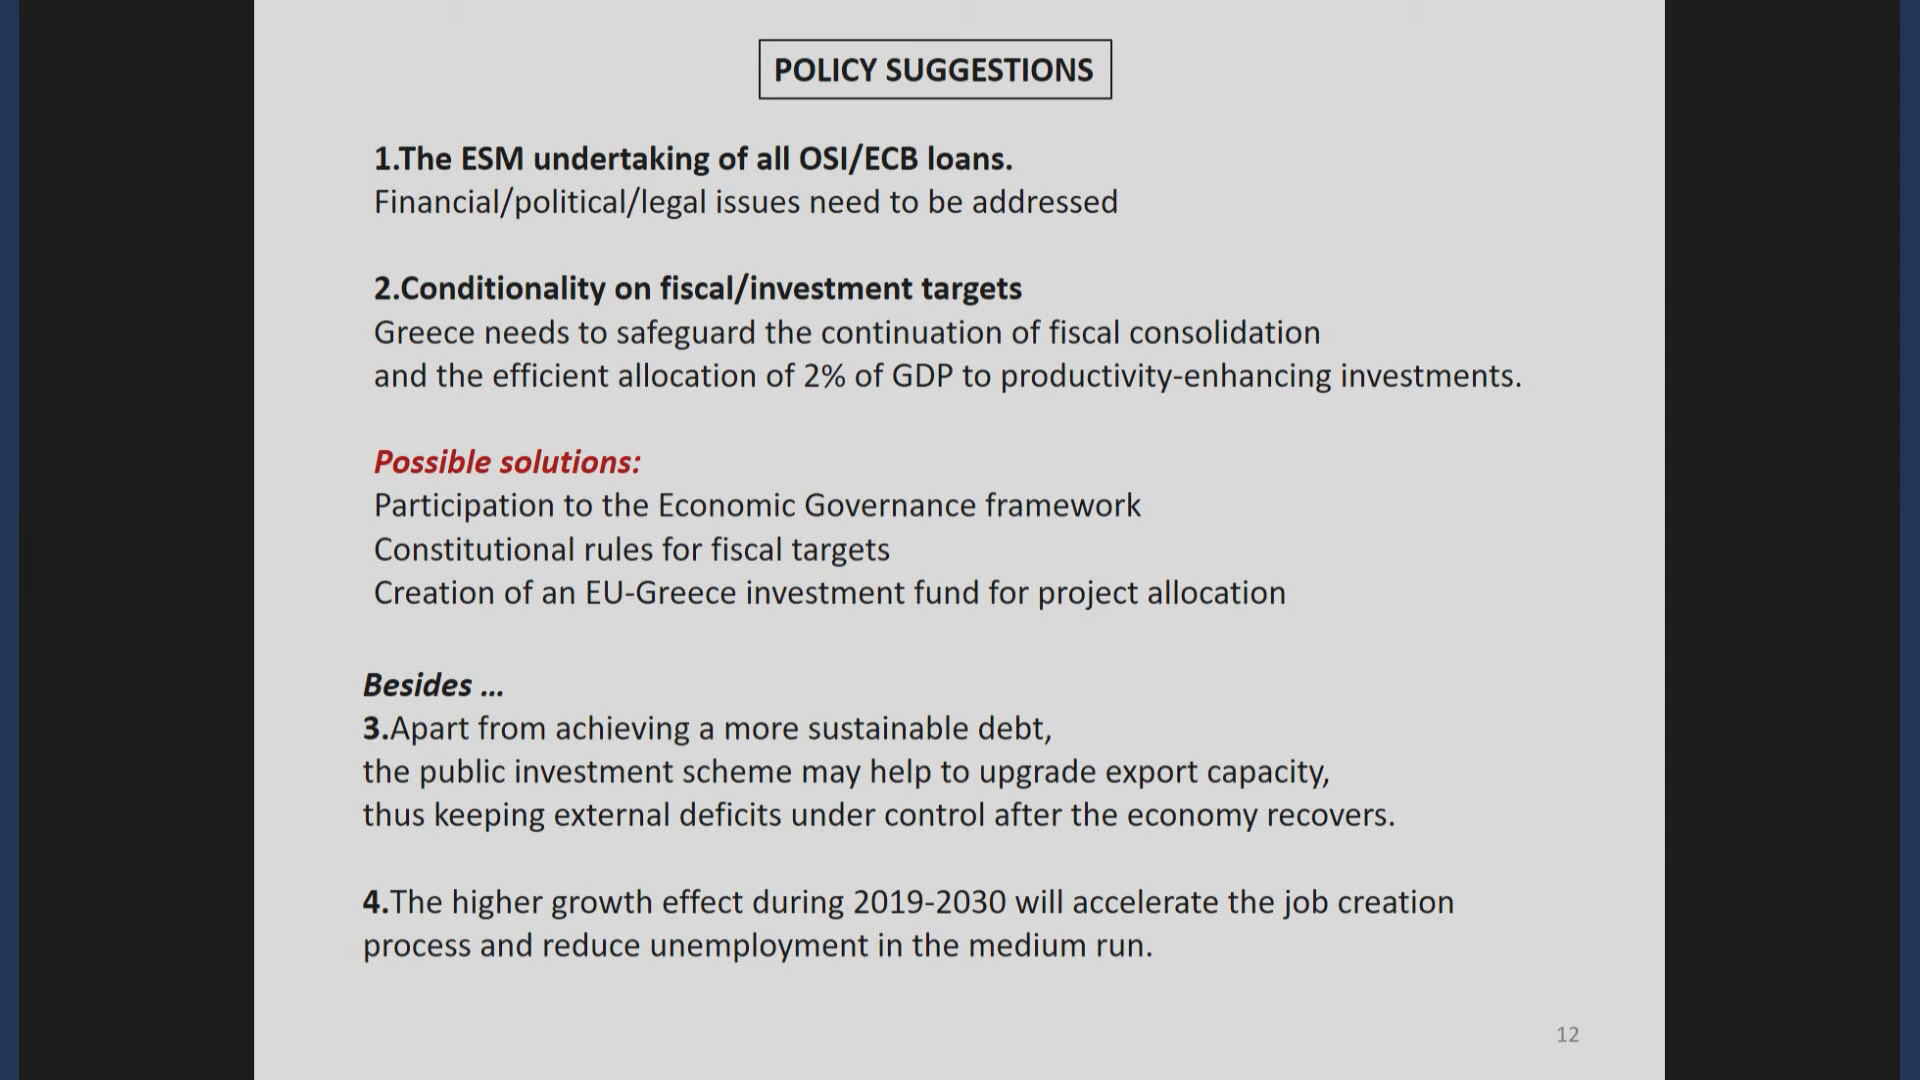 POLICY SUGGESTIONS
1.The ESM undertaking of all OSI/ECB loans.
Financial/political/legal issues need to be addressed
2.Conditionality on fiscal/investment targets
Greece needs to safeguard the continuation of fiscal consolidation
and the efficient allocation of 2% of GDP to productivity-enhancing investments.
Possible solutions:
Participation to the Economic Governance framework
Constitutional rules for fiscal targets
Creation of an EU-Greece investment fund for project allocation
Besides ...
3.Apart from achieving a more sustainable debt,
the public investment scheme may help to upgrade export capacity,
thus keeping external deficits under control after the economy recovers.
4.The higher growth effect during 2019-2030 will accelerate the job creation
process and reduce unemployment in the medium run.
12